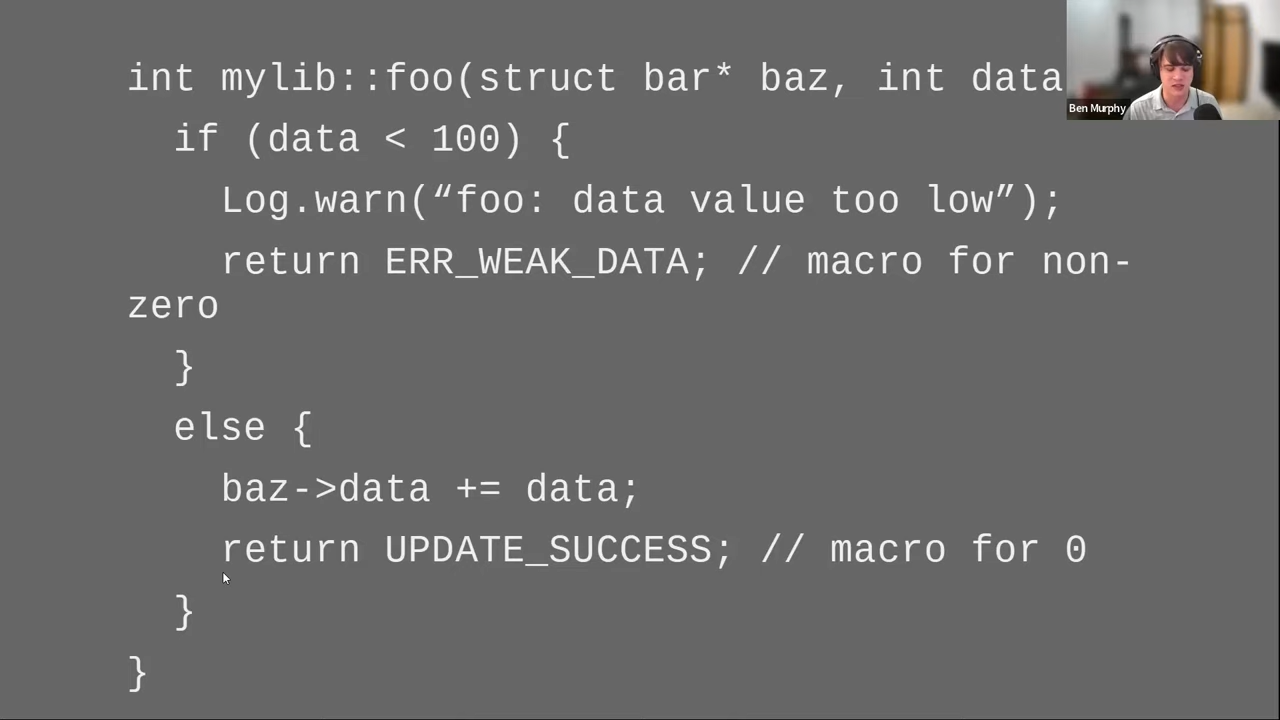 int mylib::foo(struct bar* baz, int data
if (data < 100) {
Log.warn(“foo: data value too low”);
return ERR_WEAK_DATA; // macro for non-
zero
}
else {
baz->data += data;
return UPDATE_SUCCESS; // macro for 0
}
}
Ben Murphy